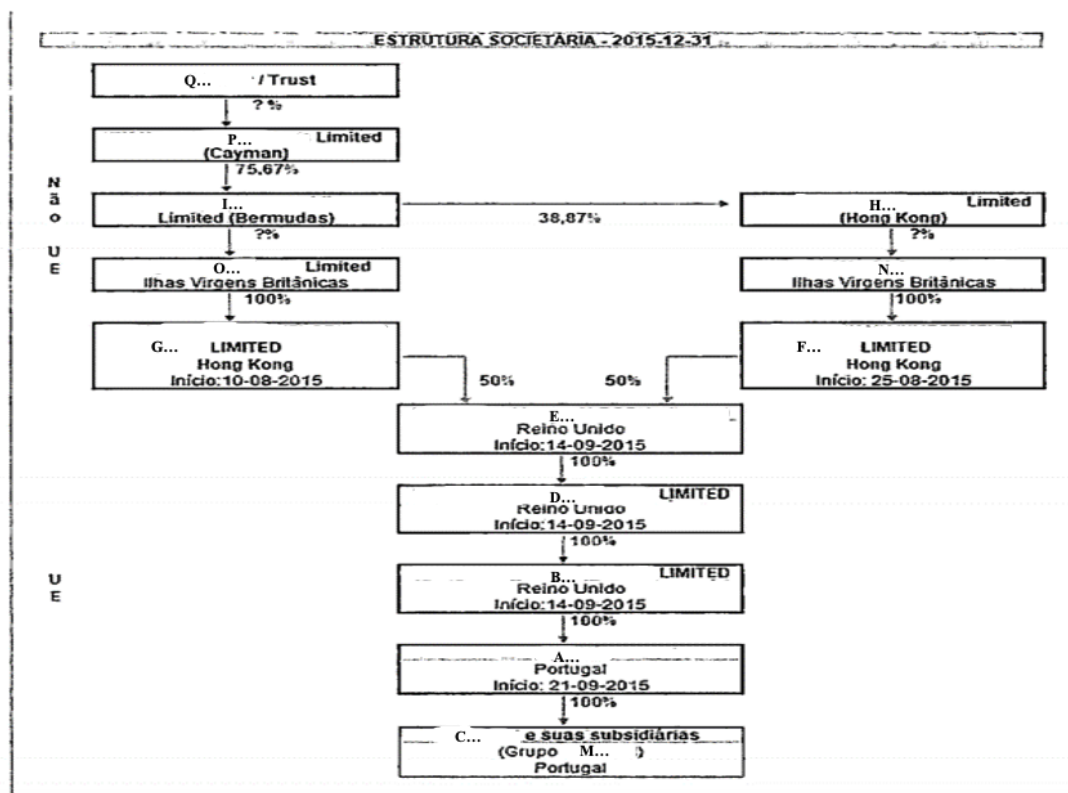 ESTRUTURA SOCIETÁRIA - 2015-12-31
Q... / Trust
? %
P... Limited
(Cayman)
75,67%
Não UE
I...
Limited (Bermudas)
38,87%
H... Limited
(Hong Kong)
?%
?%
O... Limited
Ilhas Virgens Britânicas
100%
N...
Ilhas Virgens Britânicas
100%
G... LIMITED
Hong Kong
Início:10-08-2015
F... LIMITED
Hong Kong
Início: 25-08-2015
50%
50%
E...
Reino Unido
Início:14-09-2015
100%
D... LIMITED
Reino Unido
Início:14-09-2015
100%
UE
B... LIMITED
Reino Unido
Início:14-09-2015
100%
A...
Portugal
Início: 21-09-2015
100%
C... e suas subsidiárias
(Grupo M... )
Portugal